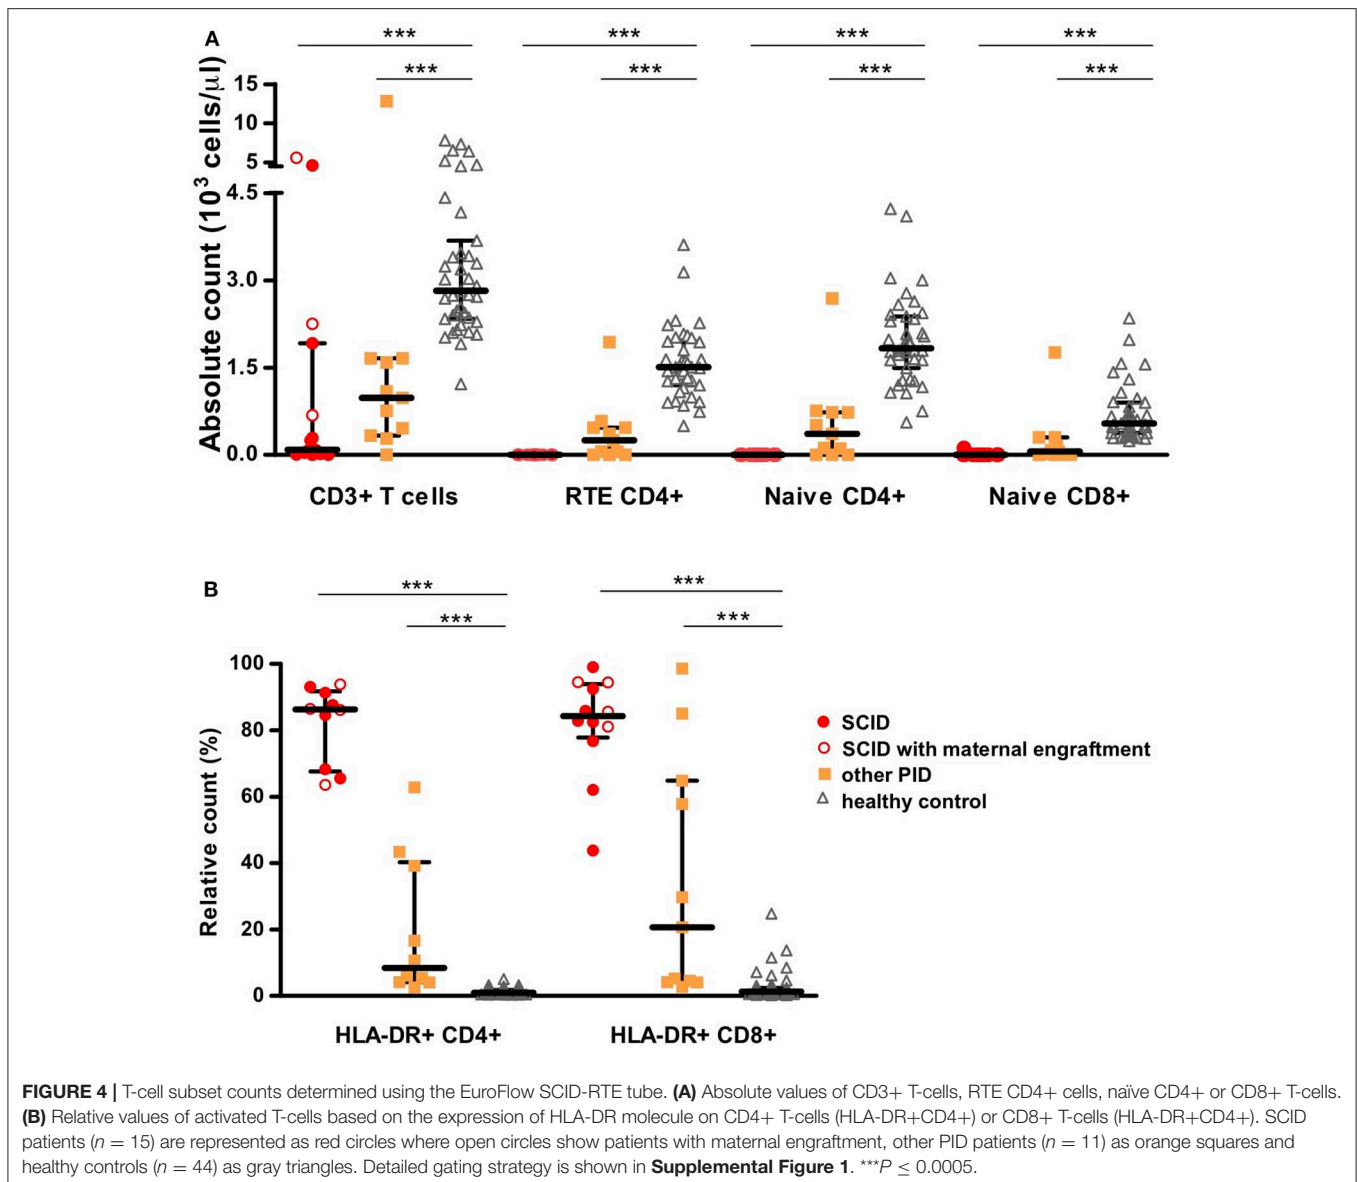 A
*** *** *** ***
*** *** *** ***
Absolute count (10³ cells/µl)
15
10
5
4.5
3.0
1.5
0.0
CD3+ T cells RTE CD4+ Naive CD4+ Naive CD8+
B
*** ***
*** ***
Relative count (%)
100
80
60
40
20
0
HLA-DR+ CD4+ HLA-DR+ CD8+
SCID
SCID with maternal engraftment
other PID
healthy control
FIGURE 4 | T-cell subset counts determined using the EuroFlow SCID-RTE tube. (A) Absolute values of CD3+ T-cells, RTE CD4+ cells, naïve CD4+ or CD8+ T-cells.
(B) Relative values of activated T-cells based on the expression of HLA-DR molecule on CD4+ T-cells (HLA-DR+CD4+) or CD8+ T-cells (HLA-DR+CD4+). SCID
patients (n = 15) are represented as red circles where open circles show patients with maternal engraftment, other PID patients (n = 11) as orange squares and
healthy controls (n = 44) as gray triangles. Detailed gating strategy is shown in Supplemental Figure 1. ***P ≤ 0.0005.